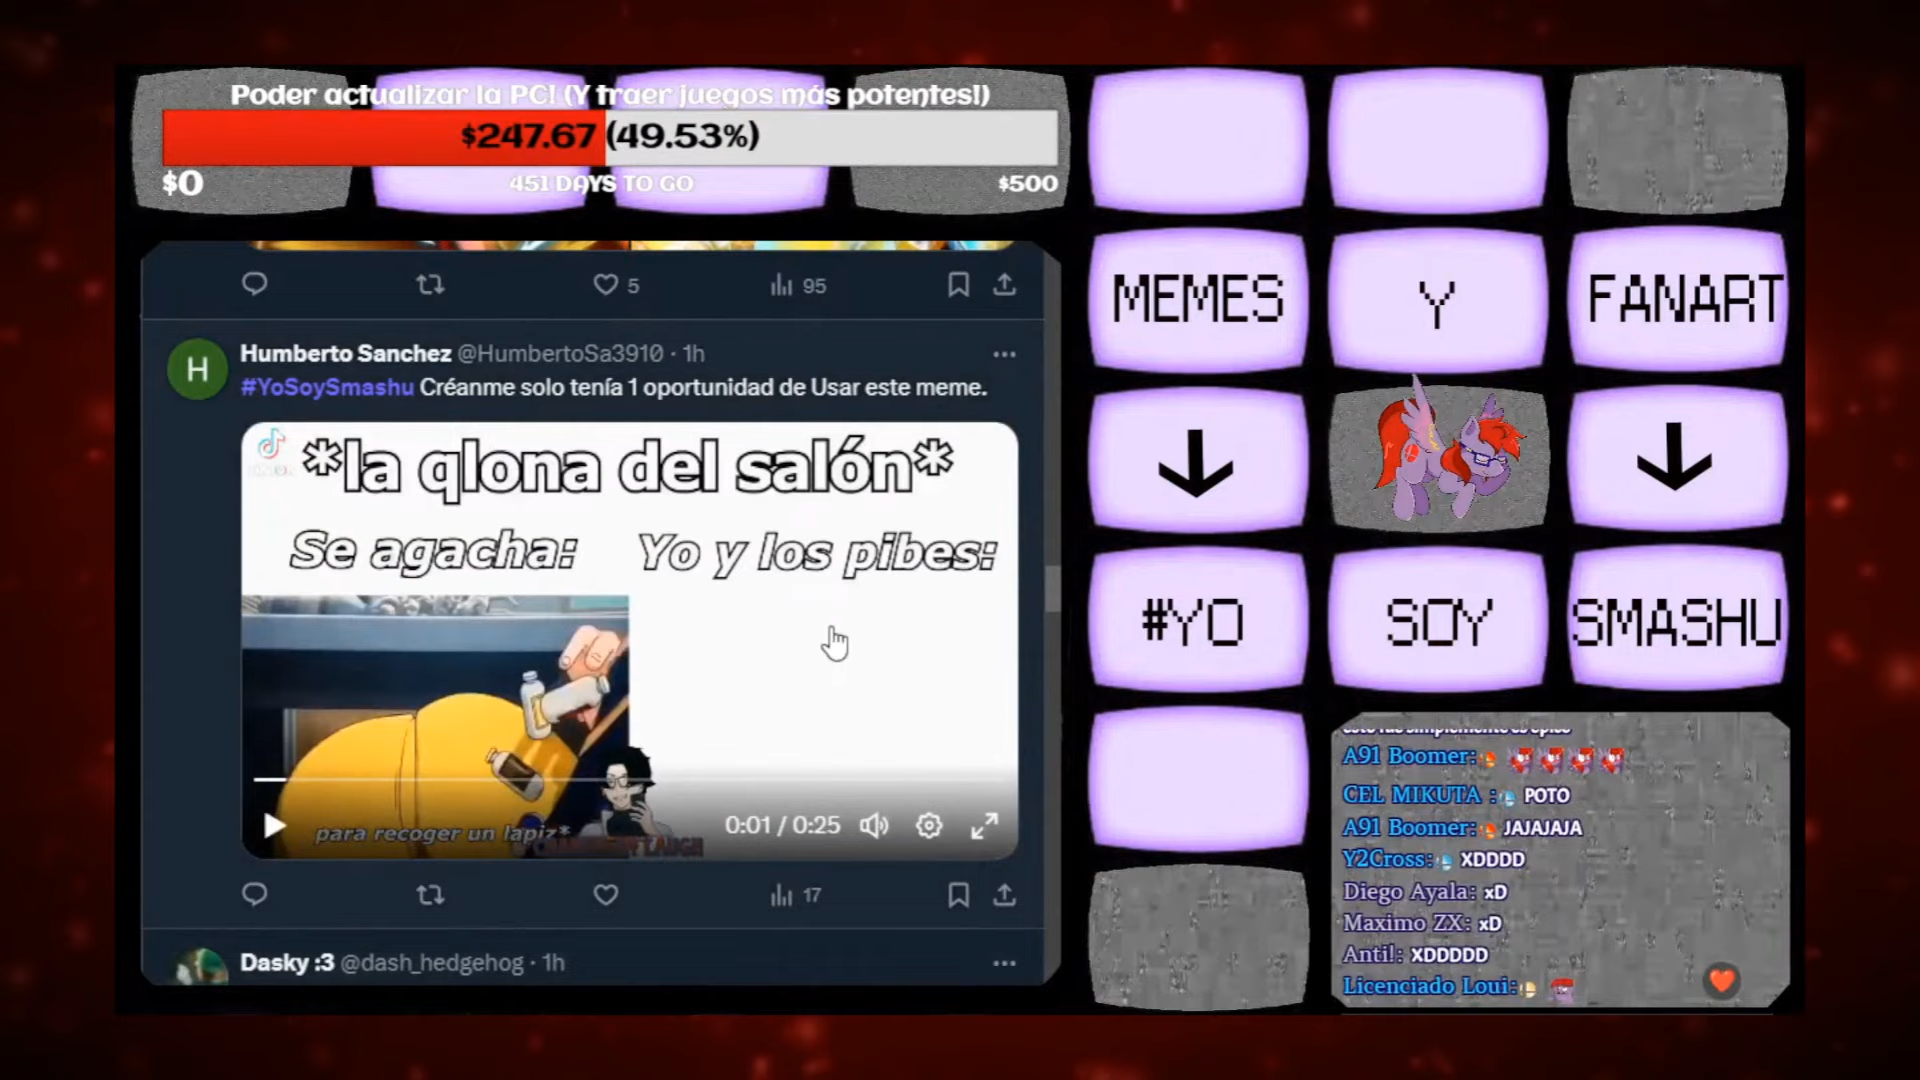 Poder actualizar la PC! (Y traer juegos más potentes!)
$247.67 (49.53%)
$0
451 DAYS TO GO
$500
5
95
H
Humberto Sanchez @HumbertoSa3910 · 1h
#YoSoySmashu Créanme solo tenía 1 oportunidad de Usar este meme.
*la qlona del salón*
Se agacha:
Yo y los pibes:
para recoger un lapiz*
0:01 / 0:25
17
Dasky :3 @dash_hedgehog · 1h
MEMES
Y
FANART
#YO
SOY
SMASHU
A91 Boomer:
CEL MIKUTA : POTO
A91 Boomer: JAJAJAJA
Y2Cross: XDDDD
Diego Ayala: xD
Maximo ZX: xD
Anti!: XDDDDD
Licenciado Loui: